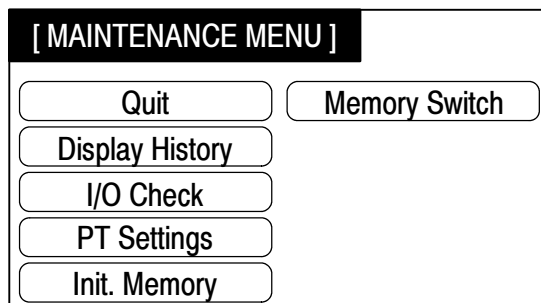 [ MAINTENANCE MENU ]
Quit Memory Switch
Display History
I/O Check
PT Settings
Init. Memory